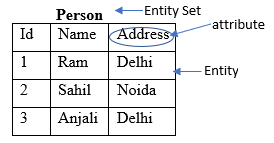 Person Entity Set
attribute
Id Name Address
1 Ram Delhi Entity
2 Sahil Noida
3 Anjali Delhi